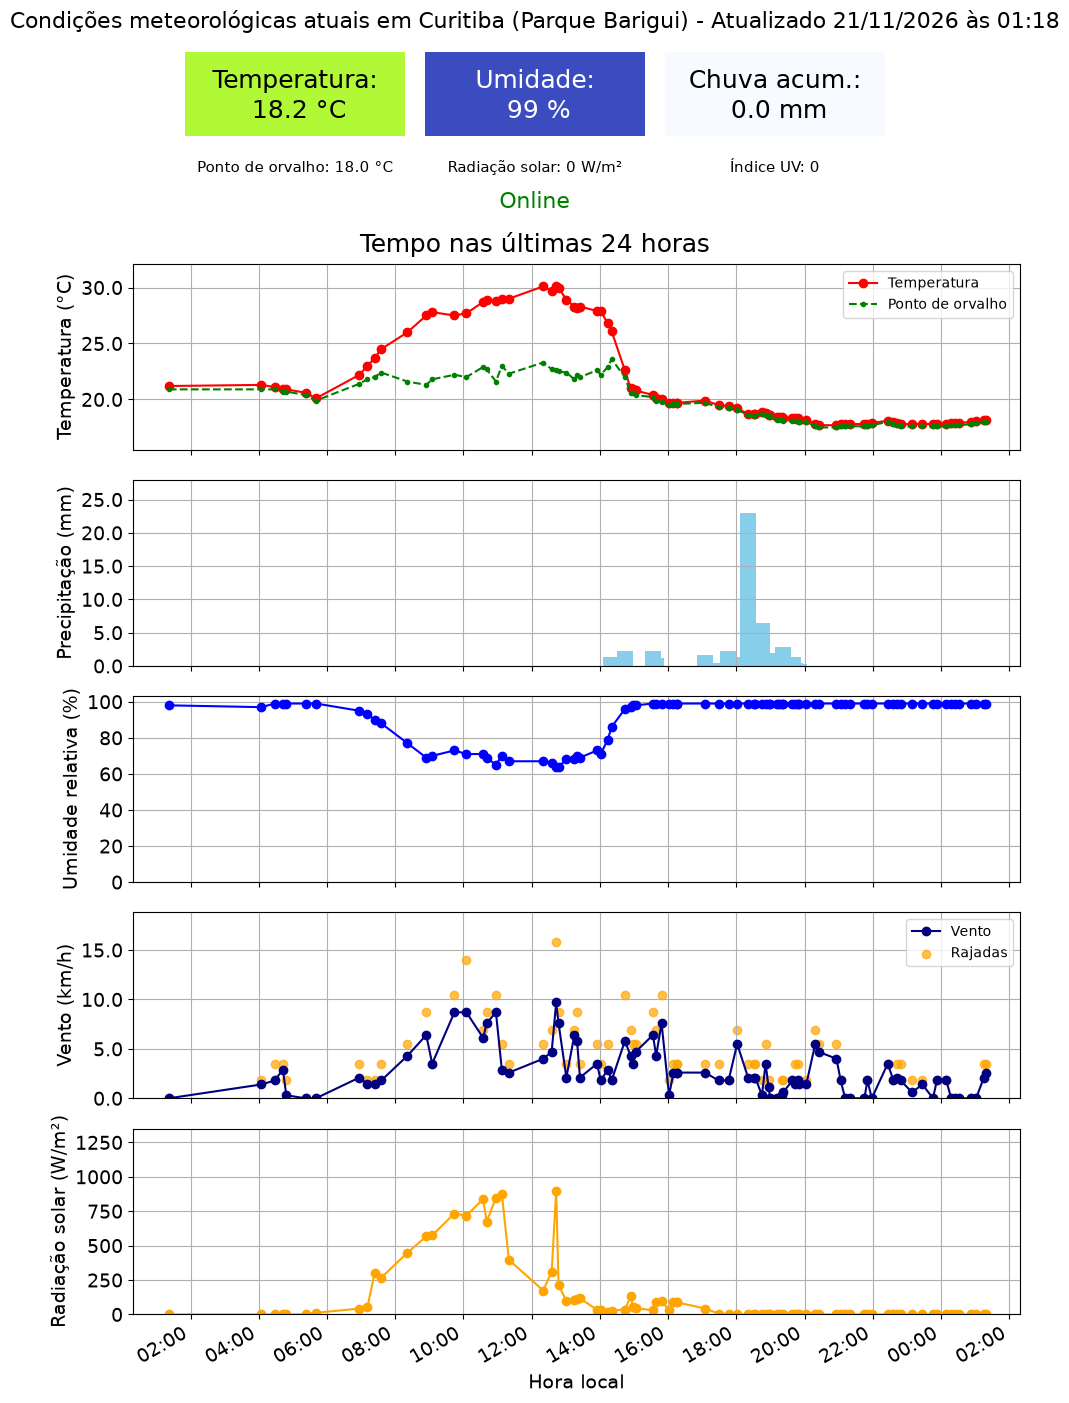 Condições meteorológicas atuais em Curitiba (Parque Barigui) - Atualizado 21/11/2026 às 01:18
Temperatura:
18.2 °C
Umidade:
99 %
Chuva acum.:
0.0 mm
Ponto de orvalho: 18.0 °C
Radiação solar: 0 W/m²
Índice UV: 0
Online
Tempo nas últimas 24 horas
Temperatura (°C)
30.0
25.0
20.0
Temperatura
Ponto de orvalho
Precipitação (mm)
25.0
20.0
15.0
10.0
5.0
0.0
Umidade relativa (%)
100
80
60
40
20
0
Vento (km/h)
15.0
10.0
5.0
0.0
Vento
Rajadas
Radiação solar (W/m²)
1250
1000
750
500
250
0
02:00
04:00
06:00
08:00
10:00
12:00
14:00
16:00
18:00
20:00
22:00
00:00
02:00
Hora local